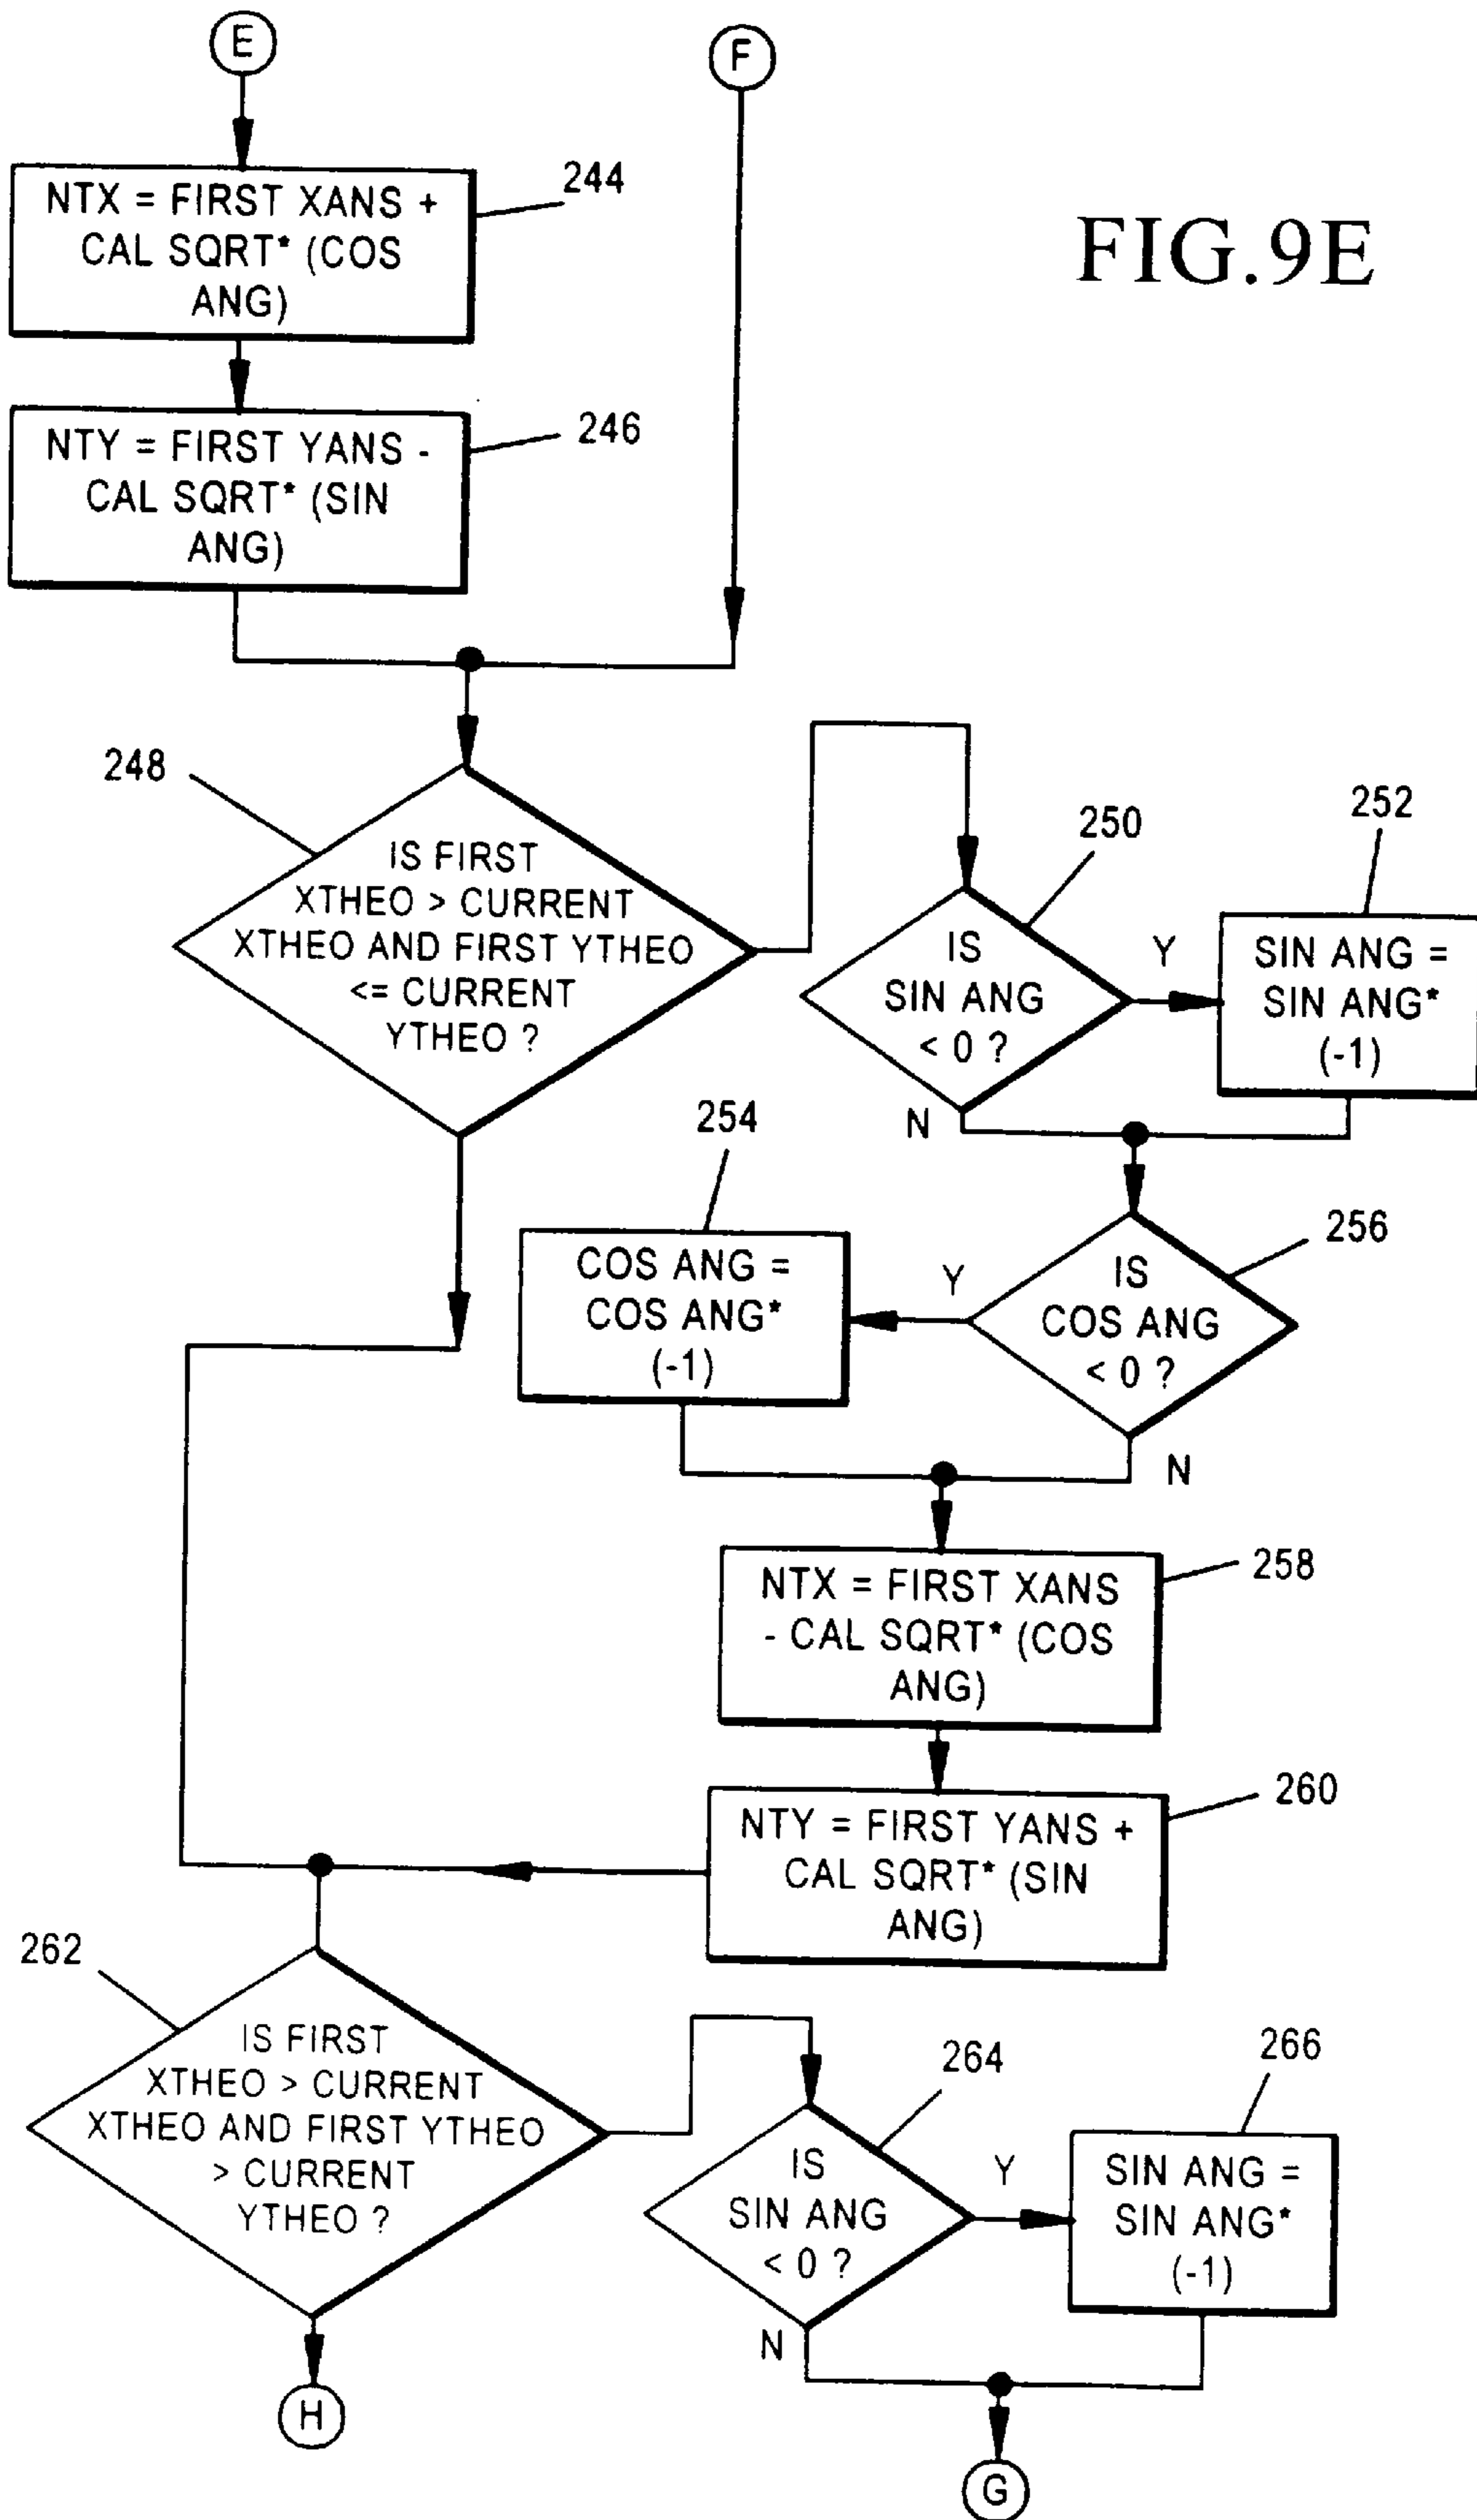 E
F
NTX = FIRST XANS +
CAL SQRT* (COS
ANG)
244
FIG.9E
NTY = FIRST YANS -
CAL SQRT* (SIN
ANG)
246
248
IS FIRST
XTHEO > CURRENT
XTHEO AND FIRST YTHEO
<= CURRENT
YTHEO ?
250
IS
SIN ANG
< 0 ?
Y
N
252
SIN ANG =
SIN ANG*
(-1)
254
COS ANG =
COS ANG*
(-1)
256
Y
IS
COS ANG
< 0 ?
N
258
NTX = FIRST XANS
- CAL SQRT* (COS
ANG)
260
NTY = FIRST YANS +
CAL SQRT* (SIN
ANG)
262
IS FIRST
XTHEO > CURRENT
XTHEO AND FIRST YTHEO
> CURRENT
YTHEO ?
264
IS
SIN ANG
< 0 ?
Y
N
266
SIN ANG =
SIN ANG*
(-1)
H
G